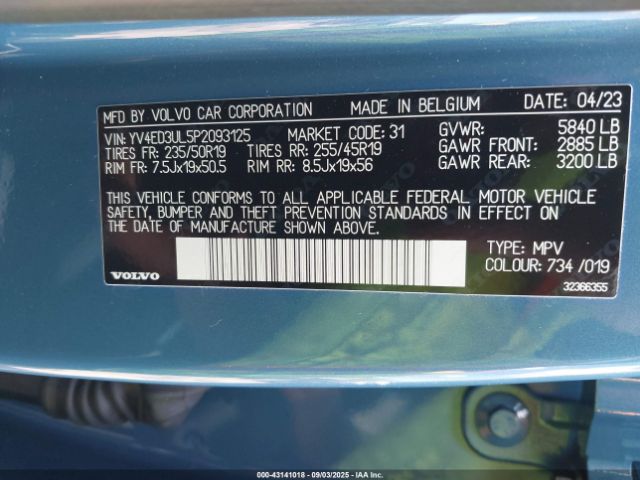 MFD BY VOLVO CAR CORPORATION MADE IN BELGIUM DATE: 04/23
VIN: YV4ED3UL5P2093125 MARKET CODE: 31 GVWR: 5840 LB
TIRES FR: 235/50R19 TIRES RR: 255/45R19 GAWR FRONT: 2885 LB
RIM FR: 7.5Jx19x50.5 RIM RR: 8.5Jx19x56 GAWR REAR: 3200 LB
THIS VEHICLE CONFORMS TO ALL APPLICABLE FEDERAL MOTOR VEHICLE
SAFETY, BUMPER AND THEFT PREVENTION STANDARDS IN EFFECT ON
THE DATE OF MANUFACTURE SHOWN ABOVE.
TYPE: MPV
VOLVO COLOUR: 734 /019
32366355
000-43141018 - 09/03/2025 - IAAI.COM